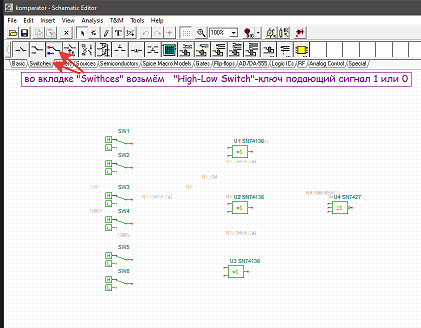 komparator - Schematic Editor
File Edit Insert View Analysis T&M Tools Help
100%
Basic Switches Sources Semiconductors Spice Macro Models Gates Flip-flops AD/DA-555 Logic ICs RF Analog Control Special
во вкладке "Swithces" возьмём "High-Low Switch"-ключ подающий сигнал 1 или 0
SW1
H
L
U1 SN74136
=1
SW2
H
L
SW3
H
L
U2 SN74136
=1
U4 SN7427
≥1
SW4
H
L
SW5
H
L
U3 SN74136
=1
SW6
H
L